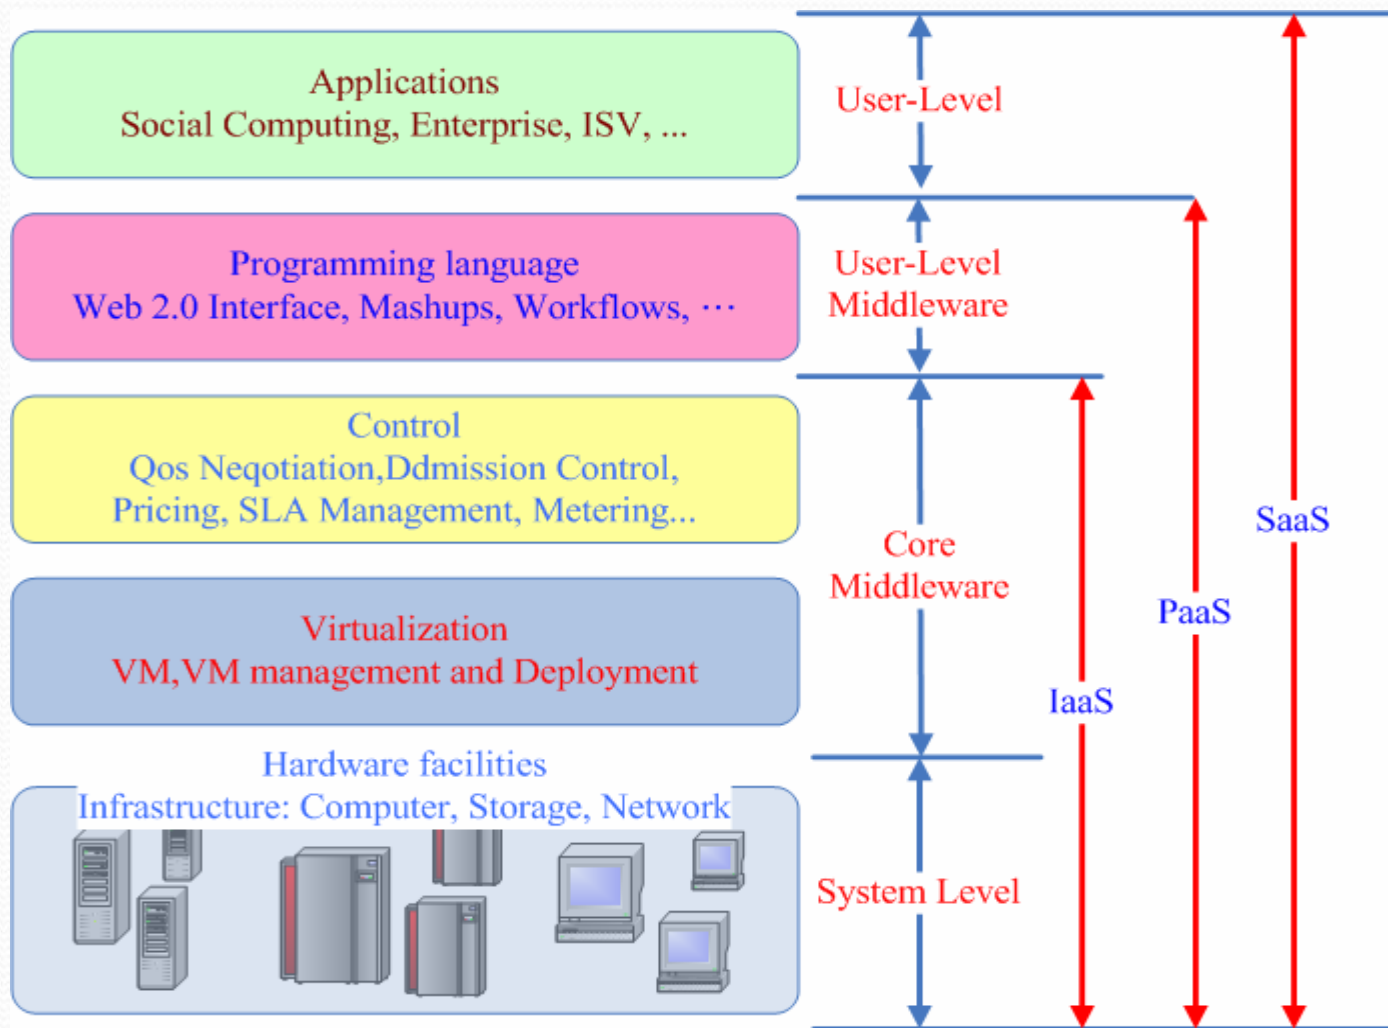 Applications
Social Computing, Enterprise, ISV, ...
User-Level
Programming language
Web 2.0 Interface, Mashups, Workflows, ···
User-Level
Middleware
Control
Qos Neqotiation,Ddmission Control,
Pricing, SLA Management, Metering...
Core
Middleware
SaaS
PaaS
IaaS
Virtualization
VM,VM management and Deployment
Hardware facilities
Infrastructure: Computer, Storage, Network
System Level